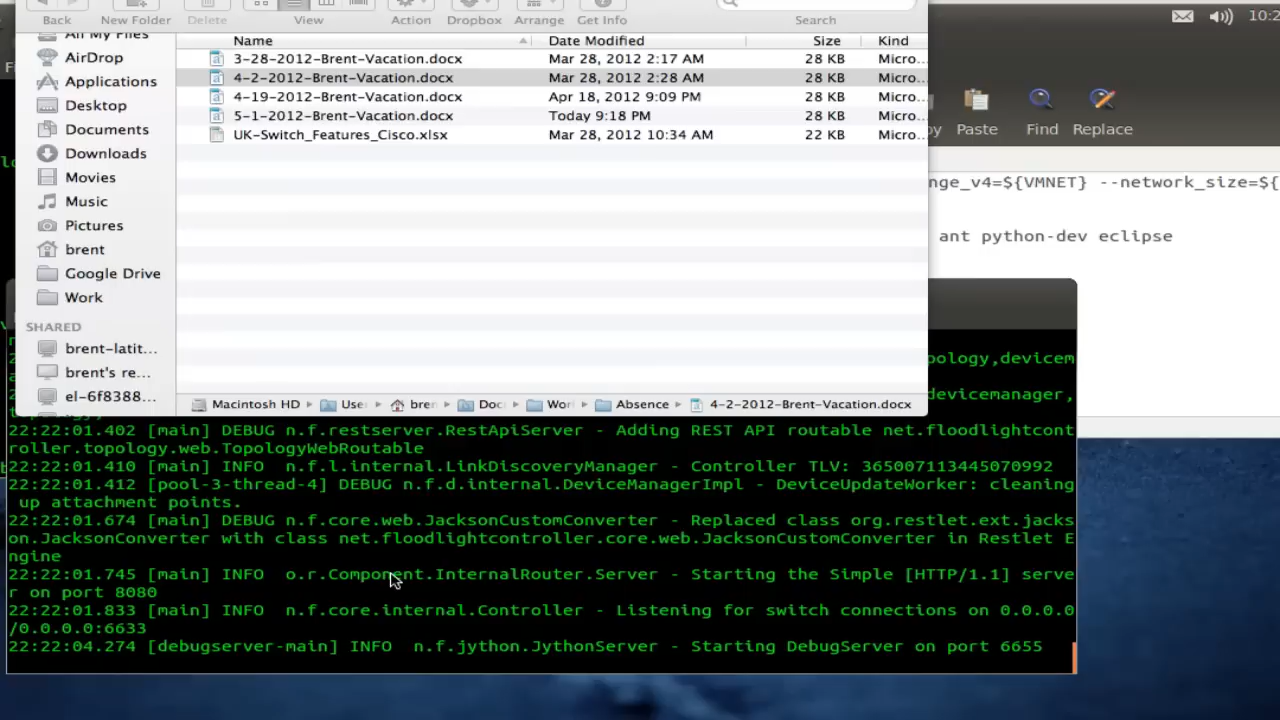 10:2
Back New Folder Delete View Action Dropbox Arrange Get Info Search
All My Files
AirDrop
Applications
Desktop
Documents
Downloads
Movies
Music
Pictures
brent
Google Drive
Work
SHARED
brent-latit...
brent's re...
el-6f8388...
Name Date Modified Size Kind
3-28-2012-Brent-Vacation.docx Mar 28, 2012 2:17 AM 28 KB Micro...
4-2-2012-Brent-Vacation.docx Mar 28, 2012 2:28 AM 28 KB Micro...
4-19-2012-Brent-Vacation.docx Apr 18, 2012 9:09 PM 28 KB Micro...
5-1-2012-Brent-Vacation.docx Today 9:18 PM 28 KB Micro...
UK-Switch_Features_Cisco.xlsx Mar 28, 2012 10:34 AM 22 KB Micro...
Macintosh HD Use bren Doc Wor Absence 4-2-2012-Brent-Vacation.docx
py Paste Find Replace
nge_v4=${VMNET} --network_size=${
ant python-dev eclipse
pology,devicem
devicemanager,
22:22:01.402 [main] DEBUG n.f.restserver.RestApiServer - Adding REST API routable net.floodlightcont
roller.topology.web.TopologyWebRoutable
22:22:01.410 [main] INFO n.f.l.internal.LinkDiscoveryManager - Controller TLV: 365007113445070992
22:22:01.412 [pool-3-thread-4] DEBUG n.f.d.internal.DeviceManagerImpl - DeviceUpdateWorker: cleaning
up attachment points.
22:22:01.674 [main] DEBUG n.f.core.web.JacksonCustomConverter - Replaced class org.restlet.ext.jacks
on.JacksonConverter with class net.floodlightcontroller.core.web.JacksonCustomConverter in Restlet E
ngine
22:22:01.745 [main] INFO o.r.Component.InternalRouter.Server - Starting the Simple [HTTP/1.1] serve
r on port 8080
22:22:01.833 [main] INFO n.f.core.internal.Controller - Listening for switch connections on 0.0.0.0
/0.0.0.0:6633
22:22:04.274 [debugserver-main] INFO n.f.jython.JythonServer - Starting DebugServer on port 6655